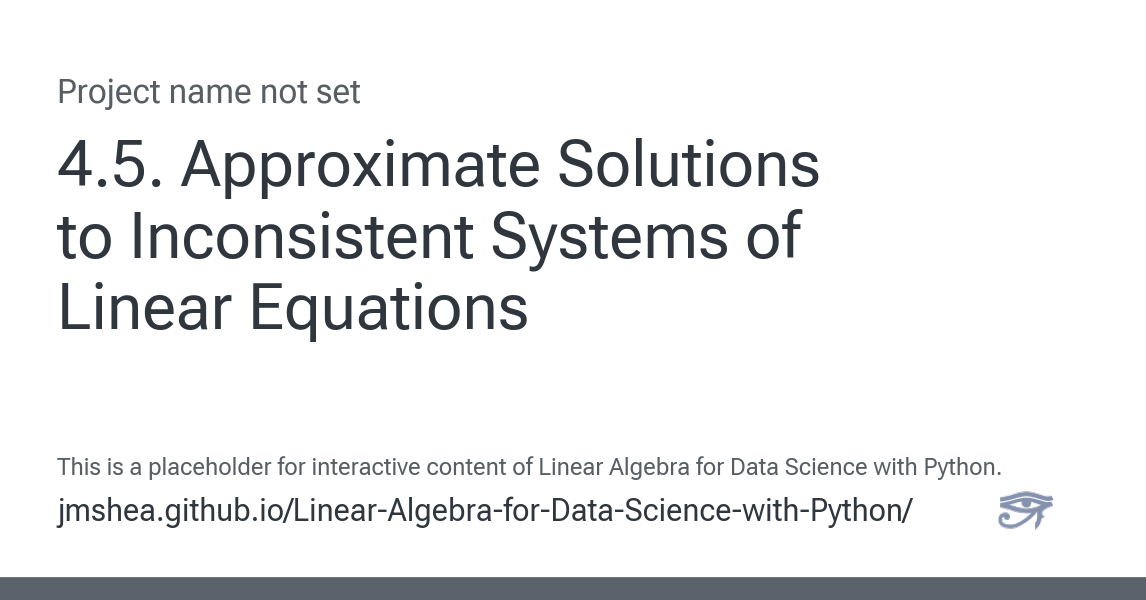 Project name not set
4.5. Approximate Solutions
to Inconsistent Systems of
Linear Equations
This is a placeholder for interactive content of Linear Algebra for Data Science with Python.
jmshea.github.io/Linear-Algebra-for-Data-Science-with-Python/